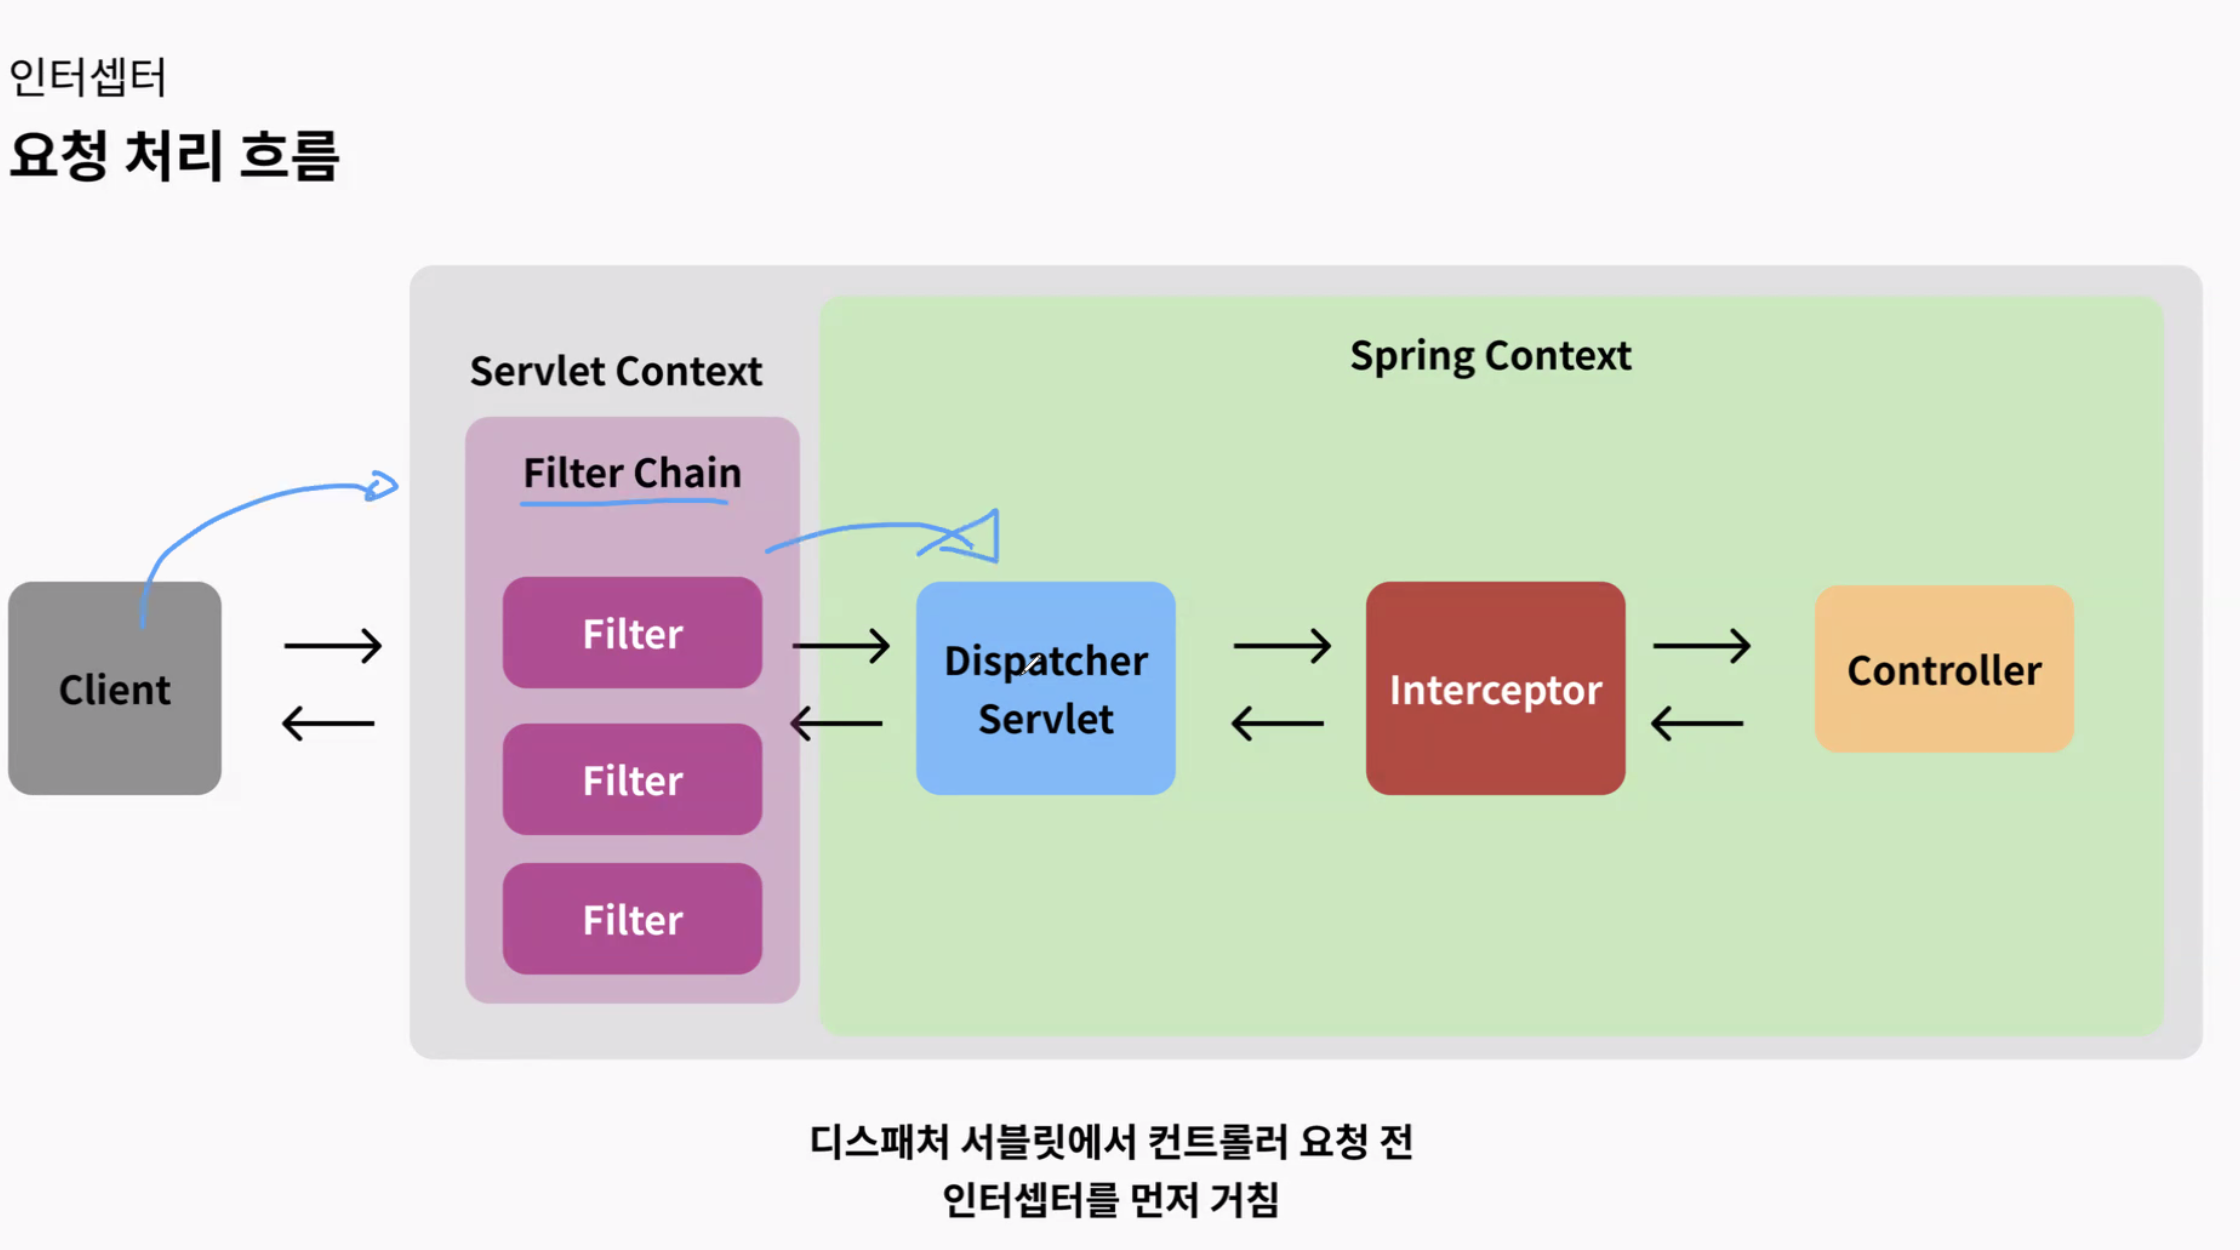 인터셉터
요청 처리 흐름
Servlet Context
Spring Context
Filter Chain
Client
Filter
Filter
Filter
Dispatcher
Servlet
Interceptor
Controller
디스패처 서블릿에서 컨트롤러 요청 전
인터셉터를 먼저 거침